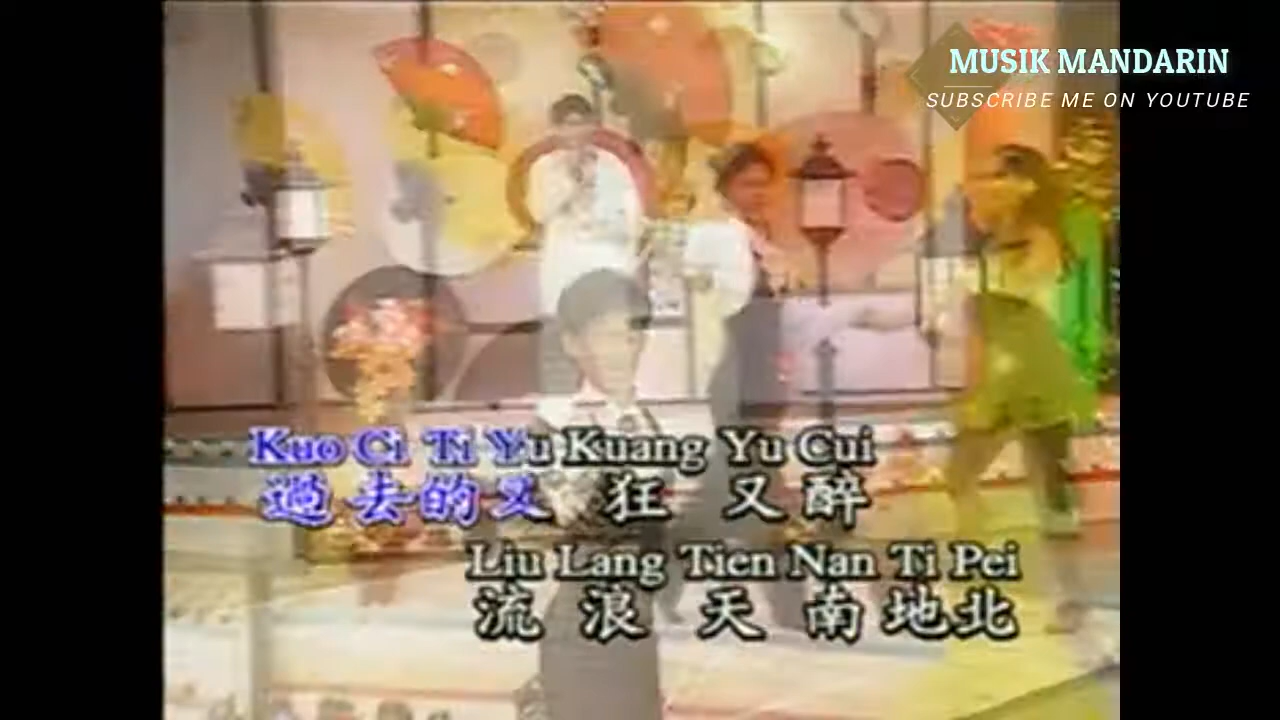 MUSIK MANDARIN
SUBSCRIBE ME ON YOUTUBE
Kuo Ci Ti Yu Kuang Yu Cui
過去的又 狂 又醉
Liu Lang Tien Nan Ti Pei
流 浪 天 南地北